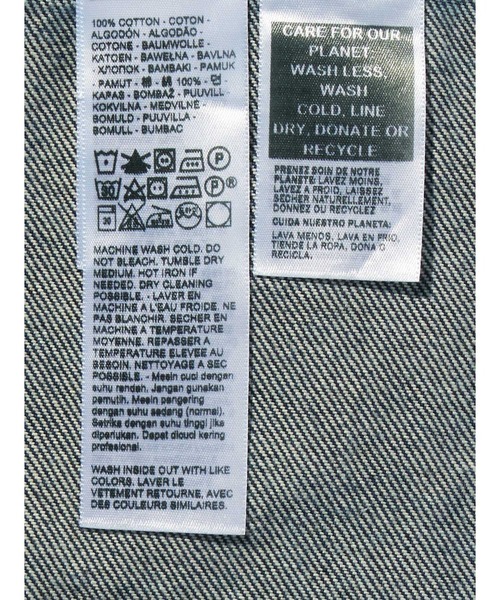 100% COTTON - COTON -
ALGODÓN - ALGODÃO -
COTONE - BAUMWOLLE -
KATOEN - BAWEŁNA - BAVLNA
- ХЛОПОК - ΒΑΜΒΑΚΙ - PAMUK
- PAMUT - 棉 - 綿 100% - 면 -
KAPAS - BOMBAŽ - PUUVILL -
KOKVILNA - MEDVILNĖ -
BOMULD - PUUVILLA -
BOMULL - BUMBAC
MACHINE WASH COLD. DO
NOT BLEACH. TUMBLE DRY
MEDIUM. HOT IRON IF
NEEDED. DRY CLEANING
POSSIBLE. - LAVER EN
MACHINE A L'EAU FROIDE. NE
PAS BLANCHIR. SECHER EN
MACHINE A TEMPERATURE
MOYENNE. REPASSER A
TEMPERATURE ELEVEE AU
BESOIN. NETTOYAGE A SEC
POSSIBLE. - Mesin cuci dengan
suhu rendah. Jangan gunakan
pemutih. Mesin pengering
dengan suhu sedang (normal).
Setrika dengan suhu tinggi jika
diperlukan. Dapat dicuci kering
profesional.
WASH INSIDE OUT WITH LIKE
COLORS. LAVER LE
VETEMENT RETOURNE, AVEC
DES COULEURS SIMILAIRES.
CARE FOR OUR
PLANET
WASH LESS,
WASH
COLD, LINE
DRY, DONATE OR
RECYCLE
PRENEZ SOIN DE NOTRE
PLANETE: LAVEZ MOINS,
LAVEZ A FROID, LAISSEZ
SECHER NATURELLEMENT,
DONNEZ OU RECYCLEZ
CUIDA NUESTRO PLANETA:
LAVA MENOS, LAVA EN FRIO,
TIENDE LA ROPA, DONA O
RECICLA.